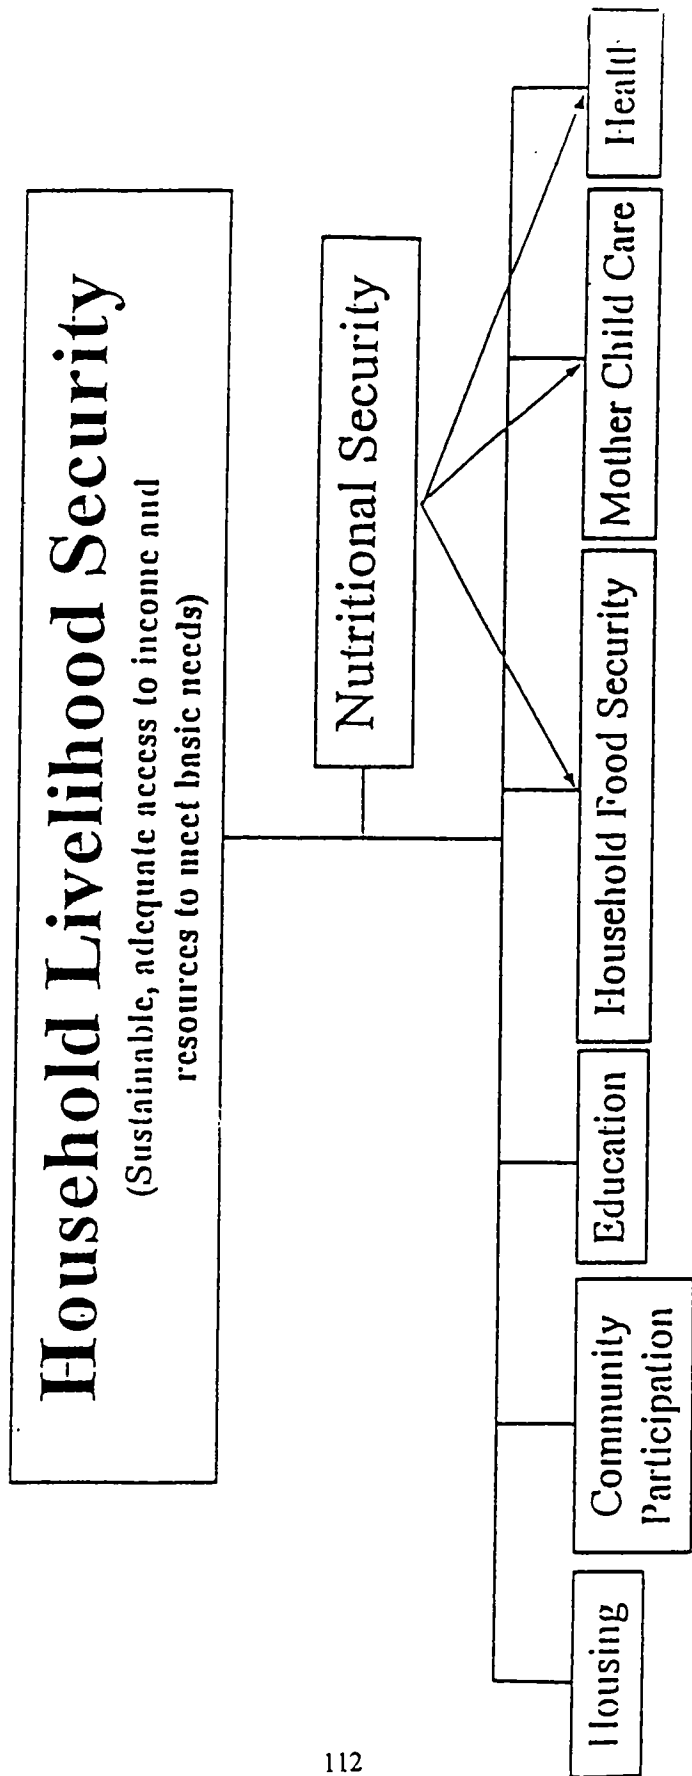 Household Livelihood Security
(Sustainable, adequate access to income and
resources to meet basic needs)
Nutritional Security
Housing
Community
Participation
Education
Household Food Security
Mother Child Care
Health
112